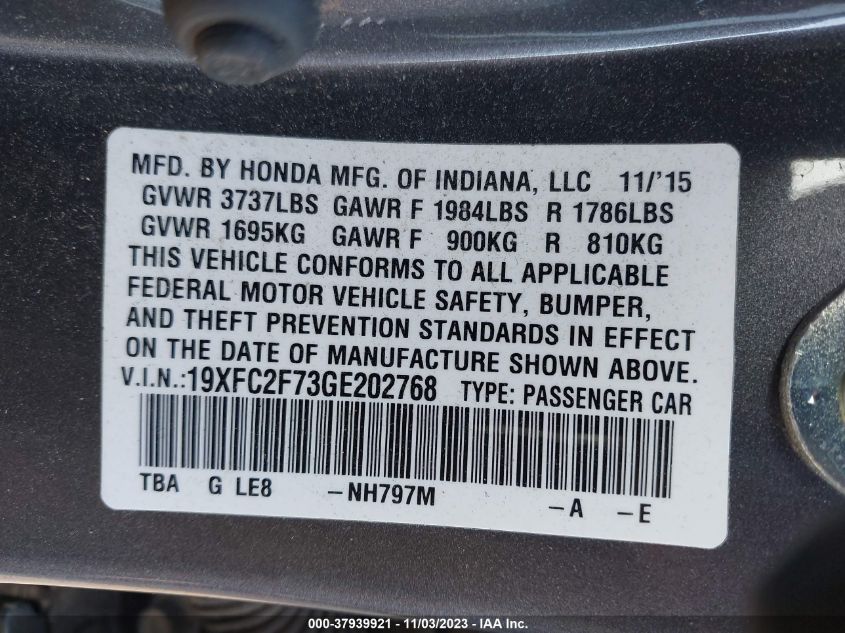 MFD. BY HONDA MFG. OF INDIANA, LLC 11/'15
GVWR 3737LBS GAWR F 1984LBS R 1786LBS
GVWR 1695KG GAWR F 900KG R 810KG
THIS VEHICLE CONFORMS TO ALL APPLICABLE
FEDERAL MOTOR VEHICLE SAFETY, BUMPER,
AND THEFT PREVENTION STANDARDS IN EFFECT
ON THE DATE OF MANUFACTURE SHOWN ABOVE.
V.I.N.:19XFC2F73GE202768 TYPE: PASSENGER CAR
TBA G LE8 -NH797M -A -E
000-37939921 - 11/03/2023 - IAA Inc.